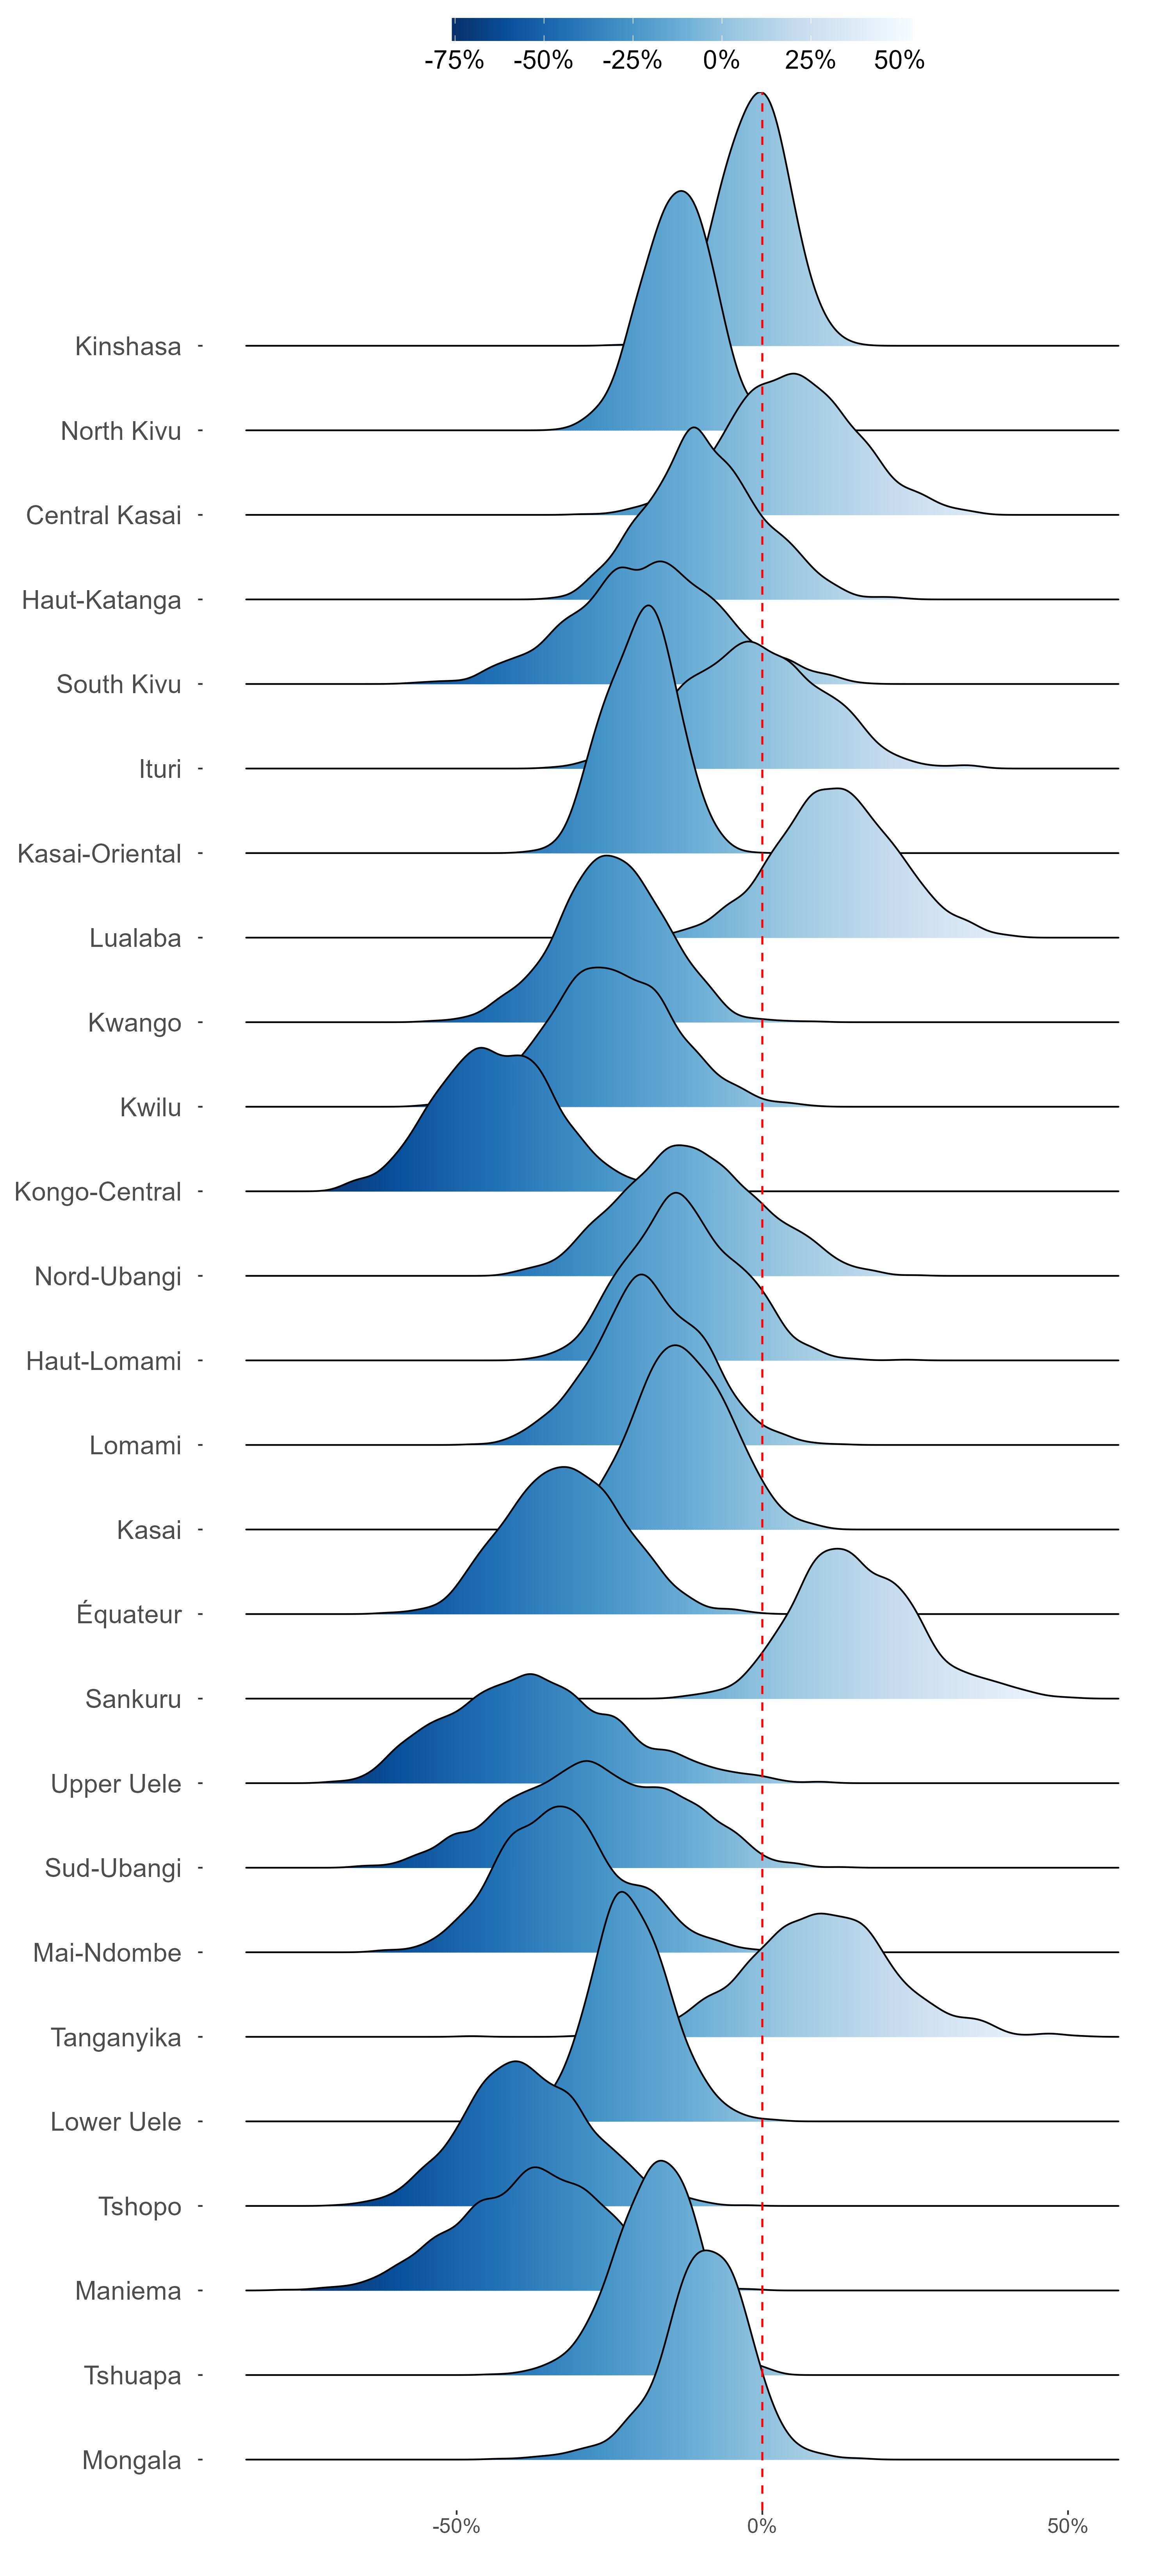 -75% -50% -25% 0% 25% 50%
Kinshasa
North Kivu
Central Kasai
Haut-Katanga
South Kivu
Ituri
Kasai-Oriental
Lualaba
Kwango
Kwilu
Kongo-Central
Nord-Ubangi
Haut-Lomami
Lomami
Kasai
Équateur
Sankuru
Upper Uele
Sud-Ubangi
Mai-Ndombe
Tanganyika
Lower Uele
Tshopo
Maniema
Tshuapa
Mongala
-50% 0% 50%